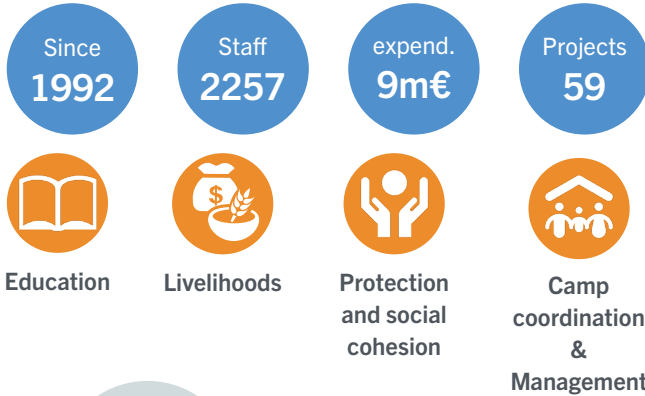 Since
1992
Staff
2257
expend.
9m€
Projects
59
$
Education
Livelihoods
Protection
and social
cohesion
Camp
coordination
&
Management